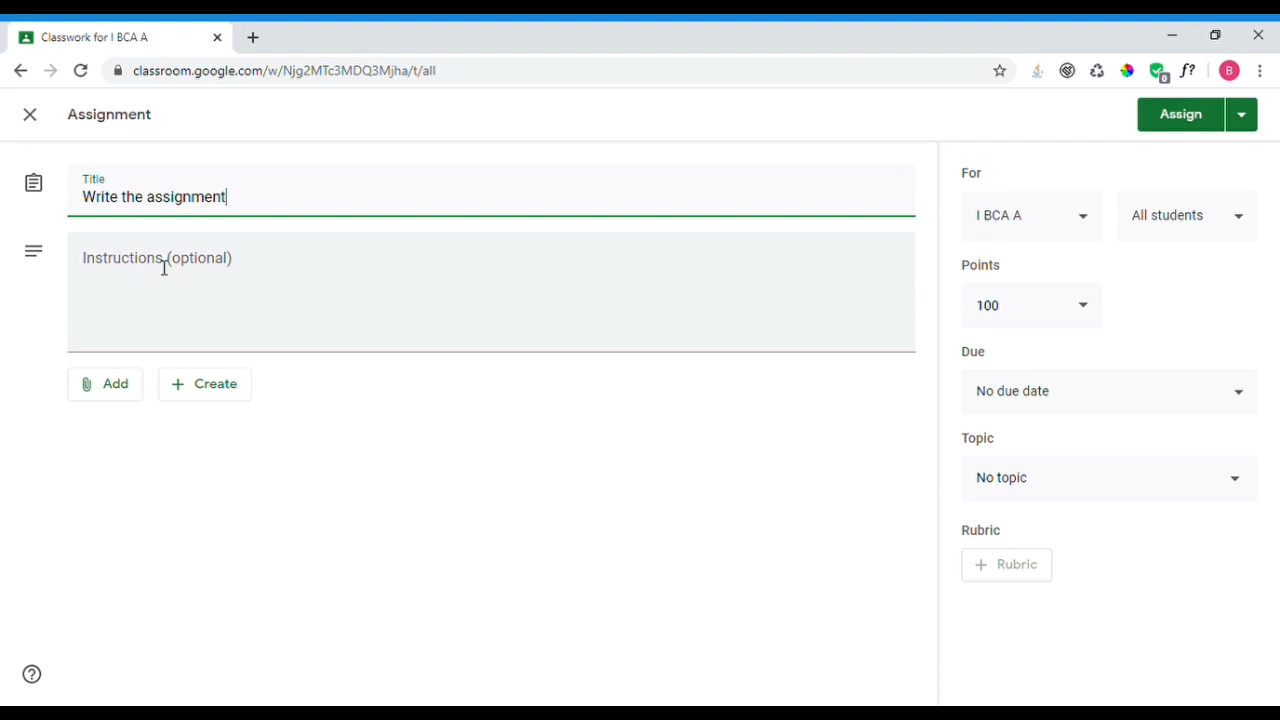 Classwork for I BCA A
classroom.google.com/w/Njg2MTc3MDQ3Mjha/t/all
0
f?
B
Assignment
Assign
Title
Write the assignment
Instructions (optional)
Add
Create
For
I BCA A
All students
Points
100
Due
No due date
Topic
No topic
Rubric
Rubric